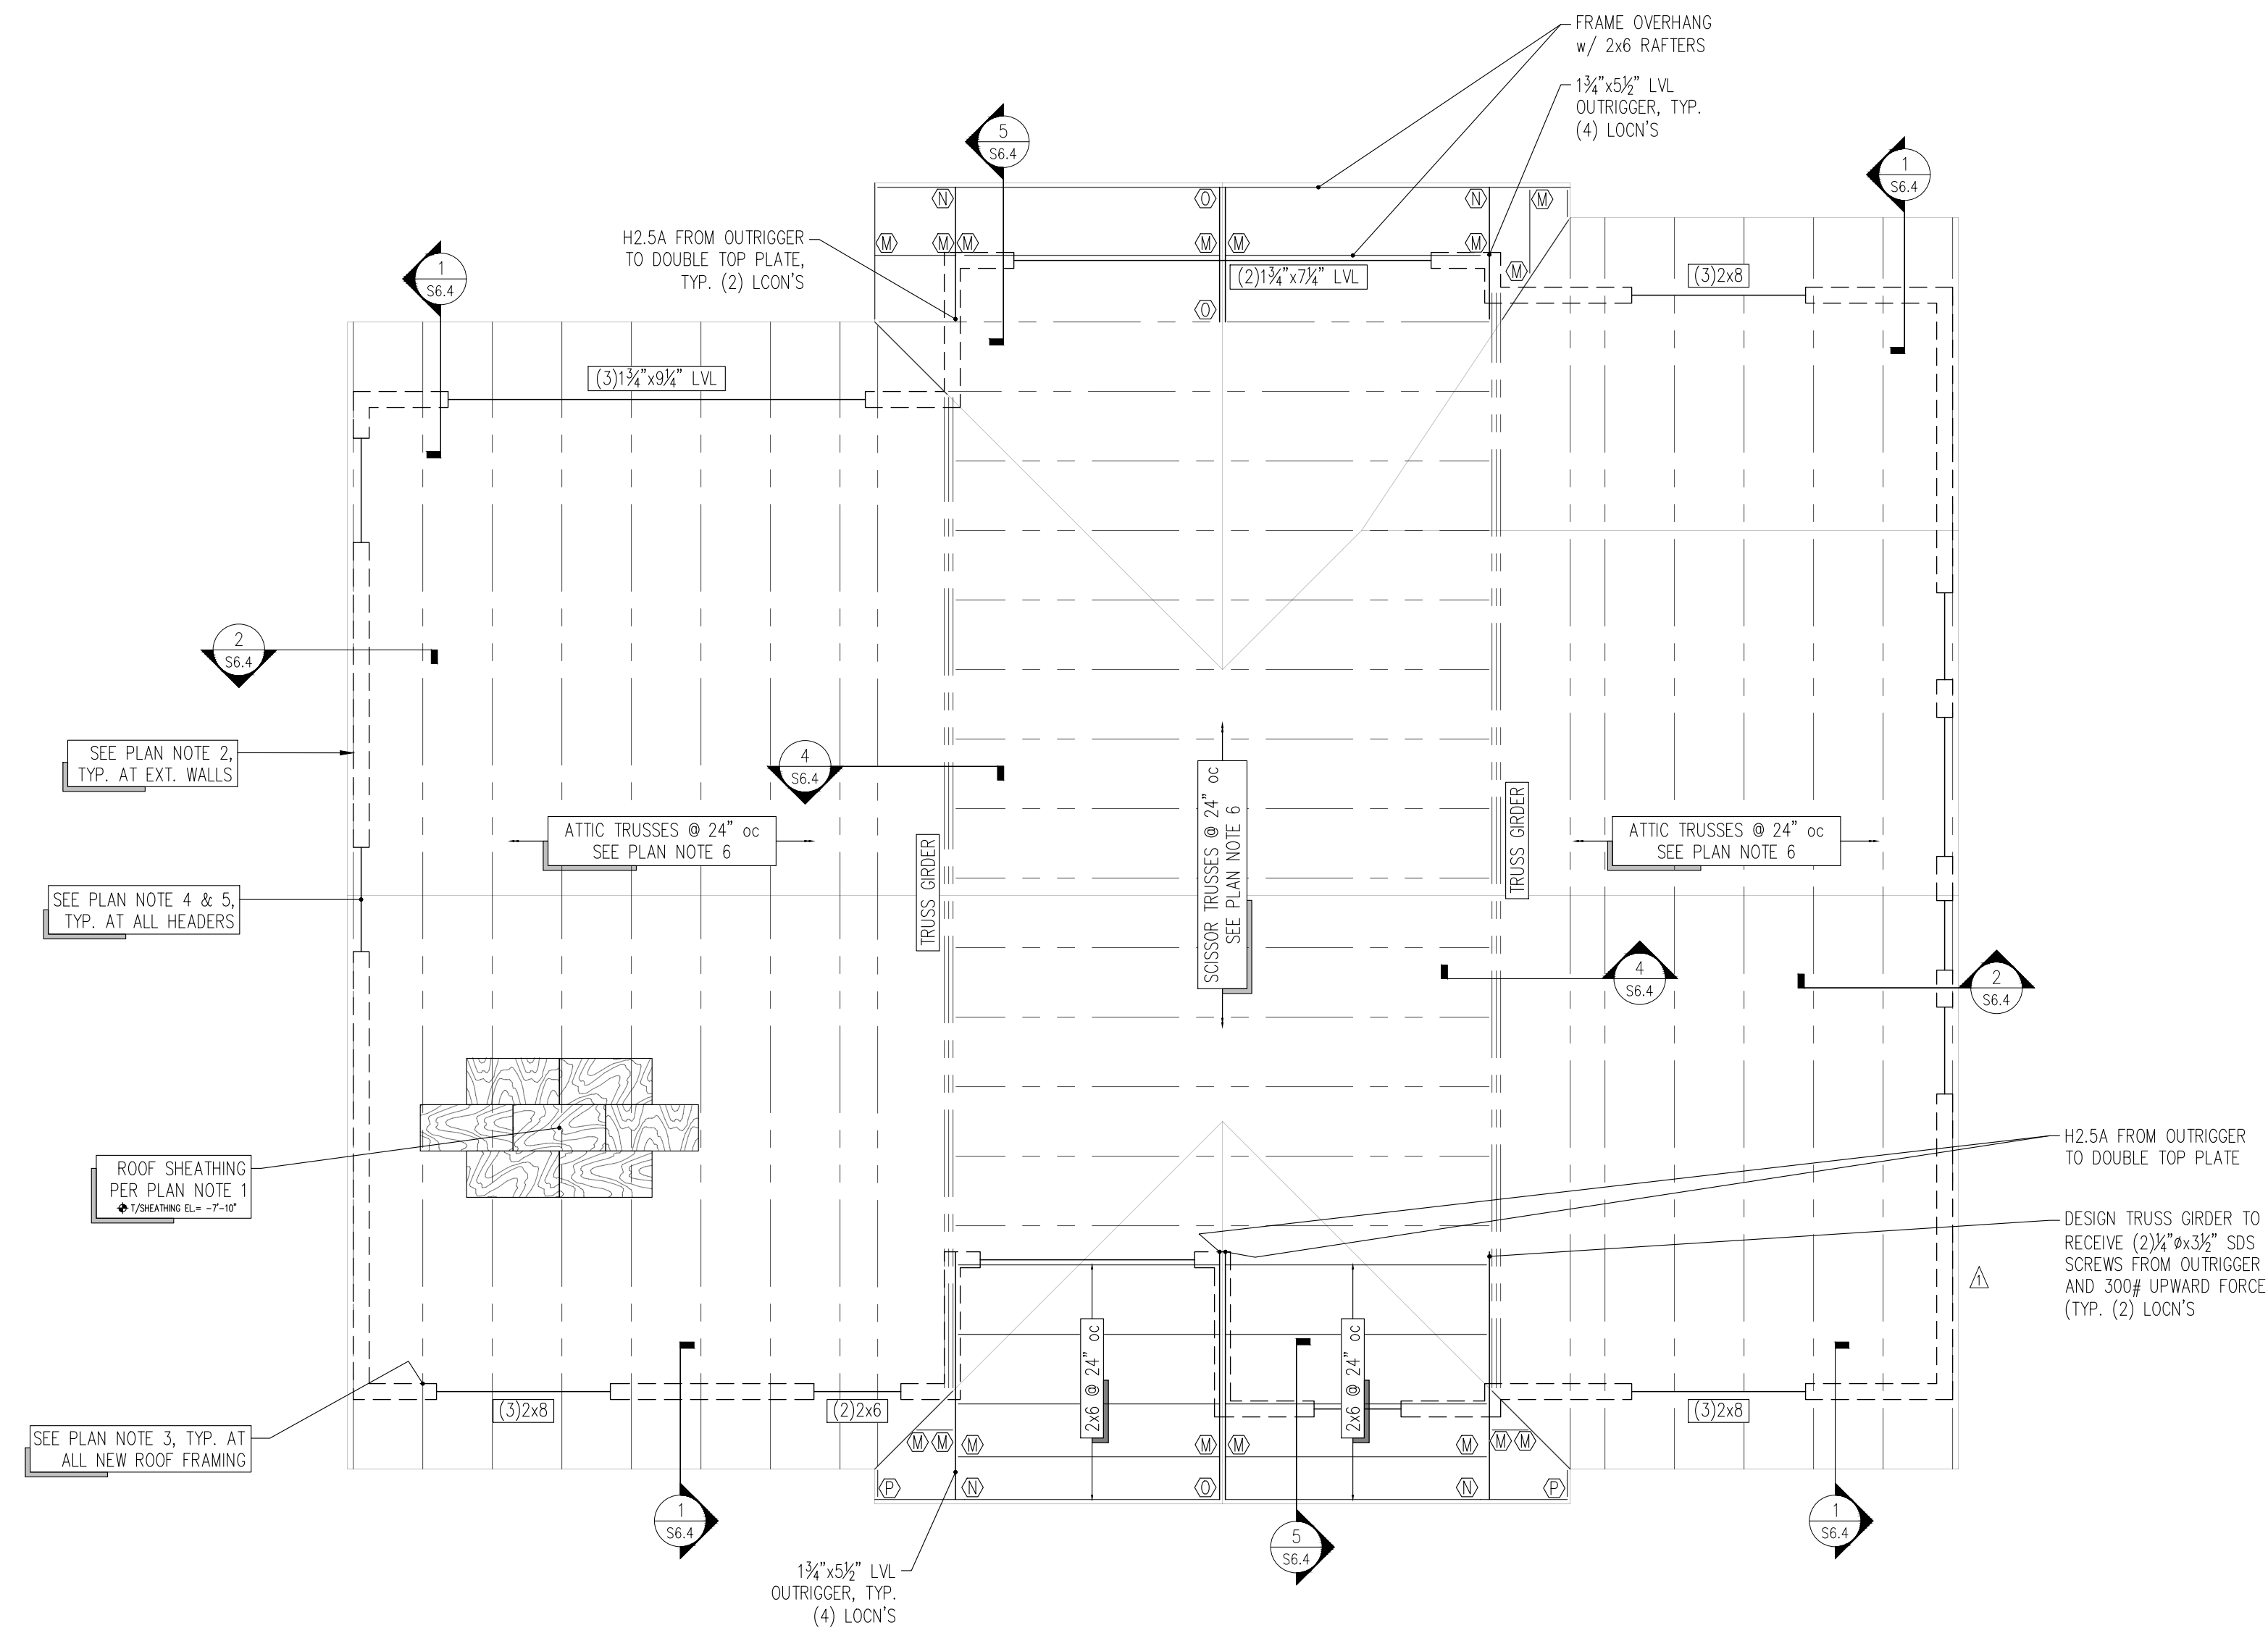 FRAME OVERHANG
w/ 2x6 RAFTERS
1¾"x5½" LVL
OUTRIGGER, TYP.
(4) LOCN'S
5
S6.4
1
S6.4
N
O
N
M
H2.5A FROM OUTRIGGER
TO DOUBLE TOP PLATE,
TYP. (2) LCON'S
M
M
M
M
M
M
M
1
S6.4
(2)1¾"x7¼" LVL
(3)2x8
O
(3)1¾"x9¼" LVL
2
S6.4
SEE PLAN NOTE 2,
TYP. AT EXT. WALLS
4
S6.4
ATTIC TRUSSES @ 24" oc
SEE PLAN NOTE 6
TRUSS GIRDER
SCISSOR TRUSSES @ 24" oc
SEE PLAN NOTE 6
TRUSS GIRDER
ATTIC TRUSSES @ 24" oc
SEE PLAN NOTE 6
SEE PLAN NOTE 4 & 5,
TYP. AT ALL HEADERS
4
S6.4
2
S6.4
ROOF SHEATHING
PER PLAN NOTE 1
T/SHEATHING EL.= -7'-10"
H2.5A FROM OUTRIGGER
TO DOUBLE TOP PLATE
DESIGN TRUSS GIRDER TO
RECEIVE (2)¼"øx3½" SDS
SCREWS FROM OUTRIGGER
AND 300# UPWARD FORCE
(TYP. (2) LOCN'S
1
2x6 @ 24" oc
2x6 @ 24" oc
(3)2x8
(2)2x6
(3)2x8
SEE PLAN NOTE 3, TYP. AT
ALL NEW ROOF FRAMING
M
M
M
M
M
M
M
M
P
N
O
N
P
1
S6.4
5
S6.4
1
S6.4
1¾"x5½" LVL
OUTRIGGER, TYP.
(4) LOCN'S